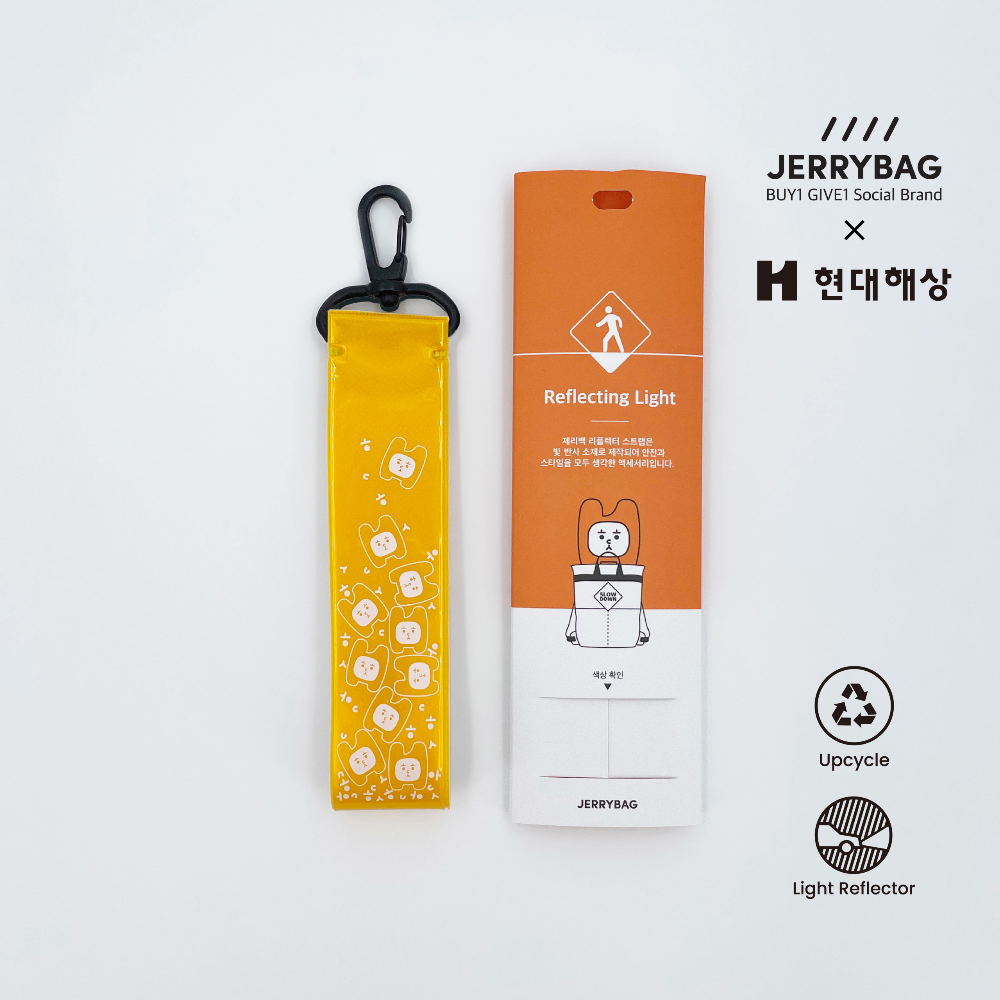 JERRYBAG
BUY1 GIVE1 Social Brand
×
H 현대해상
Reflecting Light
제리백 리플렉터 스트랩은
빛 반사 소재로 제작되어 안전과
스타일을 모두 생각한 액세서리입니다.
SLOW
DOWN
색상 확인
JERRYBAG
Upcycle
Light Reflector